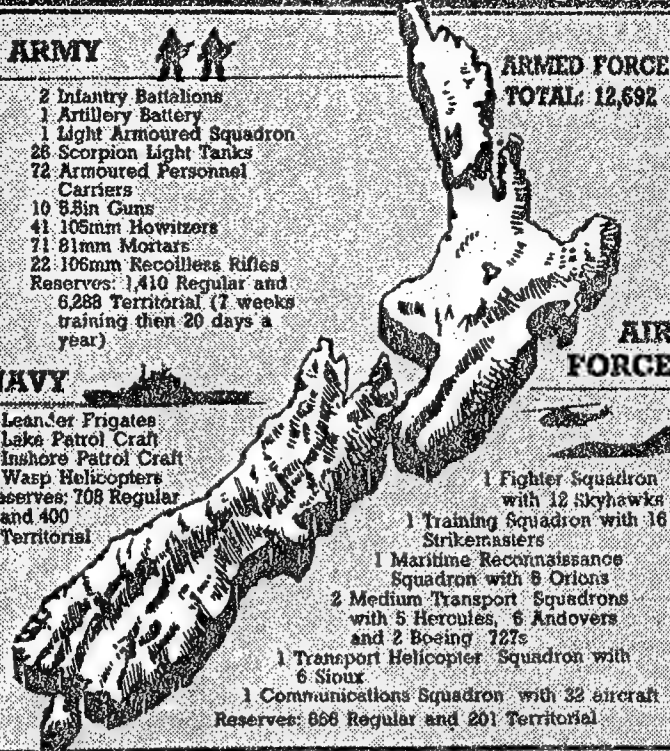 ARMY
2 Infantry Battalions
1 Artillery Battery
1 Light Armoured Squadron
26 Scorpion Light Tanks
72 Armoured Personnel
Carriers
10 5.5in Guns
41 105mm Howitzers
71 81mm Mortars
22 106mm Recoilless Rifles
Reserves: 1,410 Regular and
6,288 Territorial (7 weeks
training then 20 days a
year)
ARMED FORCE
TOTAL: 12,692
NAVY
Leander Frigates
Lake Patrol Craft
Inshore Patrol Craft
Wasp Helicopters
eserves: 708 Regular
and 400
Territorial
AIR
FORCE
1 Fighter Squadron
with 12 Skyhawks
1 Training Squadron with 16
Strikemasters
1 Maritime Reconnaissance
Squadron with 6 Orions
2 Medium Transport Squadrons
with 5 Hercules, 6 Andovers
and 2 Boeing 727s
1 Transport Helicopter Squadron with
6 Sioux
1 Communications Squadron with 32 aircraft
Reserves: 866 Regular and 201 Territorial